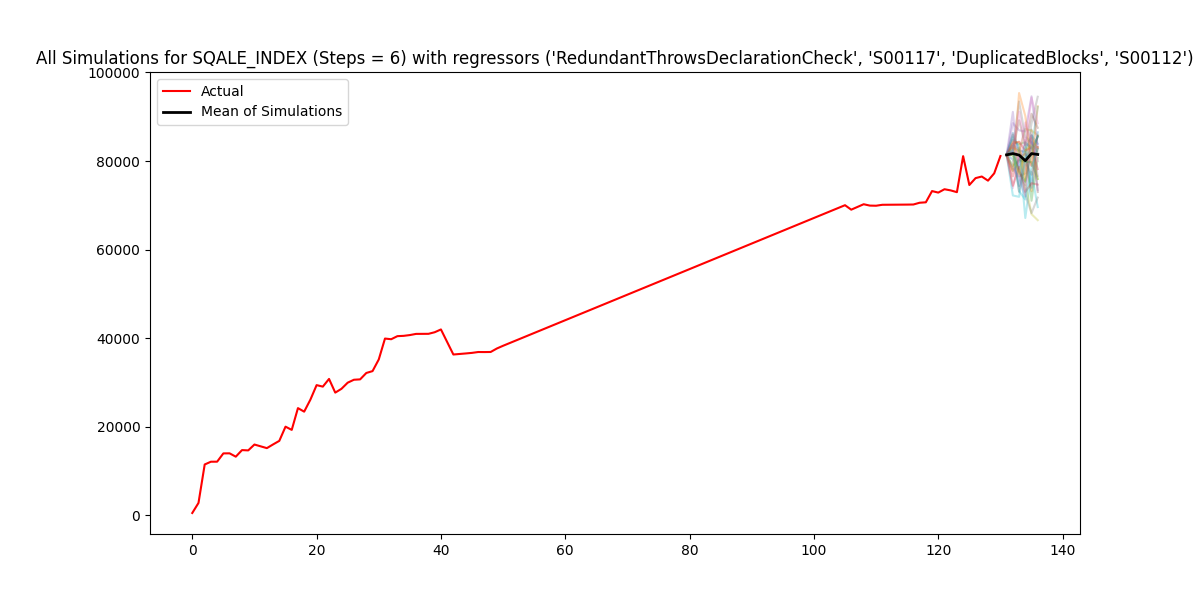 All Simulations for SQALE_INDEX (Steps = 6) with regressors ('RedundantThrowsDeclarationCheck', 'S00117', 'DuplicatedBlocks', 'S00112')
100000
Actual
Mean of Simulations
80000
60000
40000
20000
0
0 20 40 60 80 100 120 140